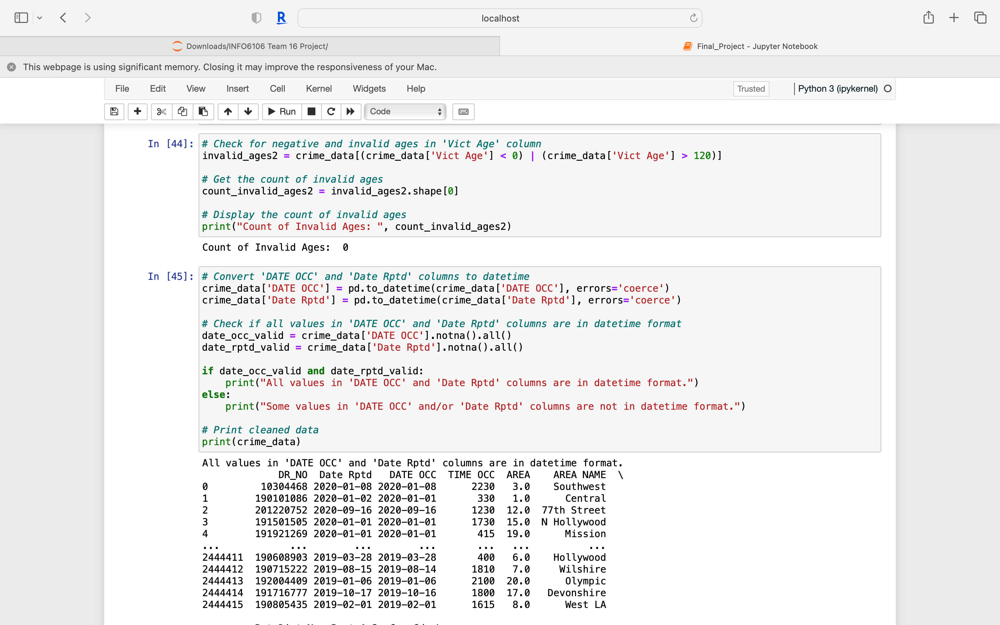 localhost
Downloads/INFO6106 Team 16 Project/
Final_Project - Jupyter Notebook
This webpage is using significant memory. Closing it may improve the responsiveness of your Mac.
File Edit View Insert Cell Kernel Widgets Help Trusted Python 3 (ipykernel)
Run Code
In [44]: # Check for negative and invalid ages in 'Vict Age' column
invalid_ages2 = crime_data[(crime_data['Vict Age'] < 0) | (crime_data['Vict Age'] > 120)]
# Get the count of invalid ages
count_invalid_ages2 = invalid_ages2.shape[0]
# Display the count of invalid ages
print("Count of Invalid Ages: ", count_invalid_ages2)
Count of Invalid Ages:  0
In [45]: # Convert 'DATE OCC' and 'Date Rptd' columns to datetime
crime_data['DATE OCC'] = pd.to_datetime(crime_data['DATE OCC'], errors='coerce')
crime_data['Date Rptd'] = pd.to_datetime(crime_data['Date Rptd'], errors='coerce')
# Check if all values in 'DATE OCC' and 'Date Rptd' columns are in datetime format
date_occ_valid = crime_data['DATE OCC'].notna().all()
date_rptd_valid = crime_data['Date Rptd'].notna().all()
if date_occ_valid and date_rptd_valid:
    print("All values in 'DATE OCC' and 'Date Rptd' columns are in datetime format.")
else:
    print("Some values in 'DATE OCC' and/or 'Date Rptd' columns are not in datetime format.")
# Print cleaned data
print(crime_data)
All values in 'DATE OCC' and 'Date Rptd' columns are in datetime format.
             DR_NO  Date Rptd   DATE OCC  TIME OCC  AREA    AREA NAME  \
0         10304468 2020-01-08 2020-01-08      2230   3.0    Southwest
1        190101086 2020-01-02 2020-01-01       330   1.0      Central
2        201220752 2020-09-16 2020-09-16      1230  12.0  77th Street
3        191501505 2020-01-01 2020-01-01      1730  15.0  N Hollywood
4        191921269 2020-01-01 2020-01-01       415  19.0      Mission
...            ...        ...        ...       ...   ...          ...
2444411  190608903 2019-03-28 2019-03-28       400   6.0    Hollywood
2444412  190715222 2019-08-15 2019-08-14      1810   7.0     Wilshire
2444413  192004409 2019-01-06 2019-01-06      2100  20.0      Olympic
2444414  191716777 2019-10-17 2019-10-16      1800  17.0   Devonshire
2444415  190805435 2019-02-01 2019-02-01      1615   8.0      West LA